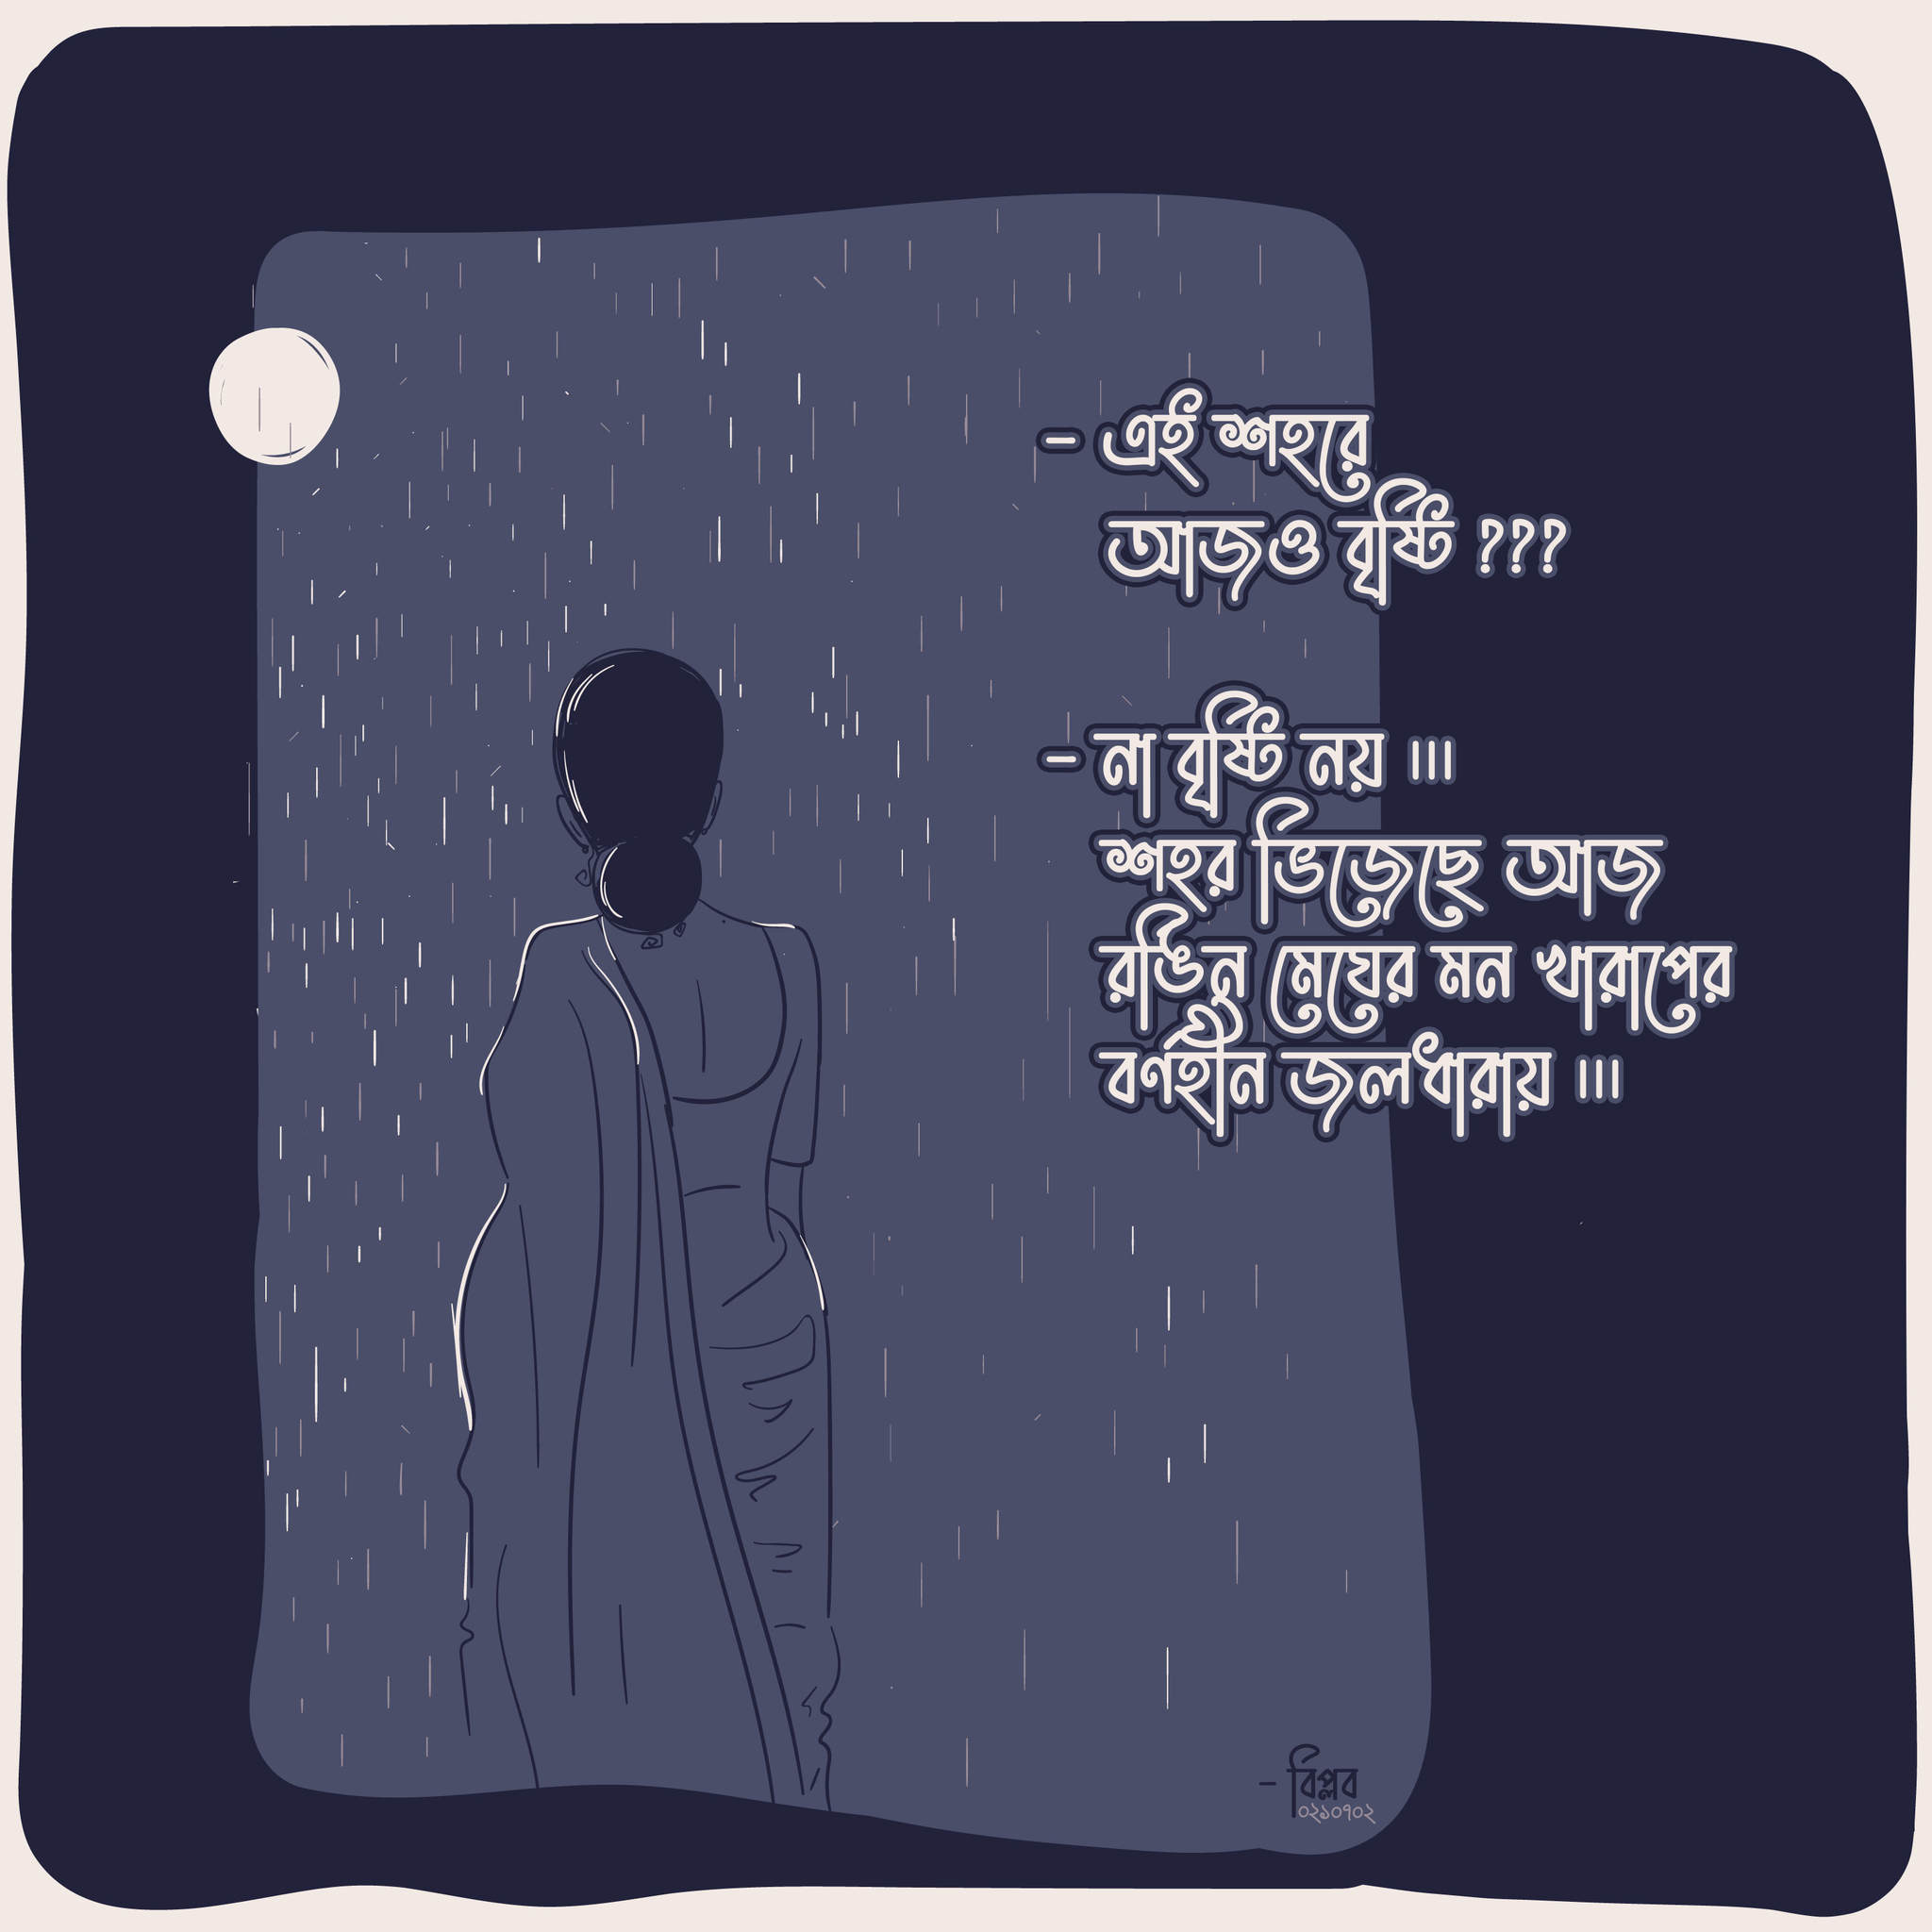 – এই শহরে
আজও বৃষ্টি ???
– না বৃষ্টি নয় ।।।
শহর ভিজেছে আজ
রঙিন মেঘের মন খারাপের
বর্ণহীন জলধারায় ।।।
– বিপ্লব
০২১০৭০২